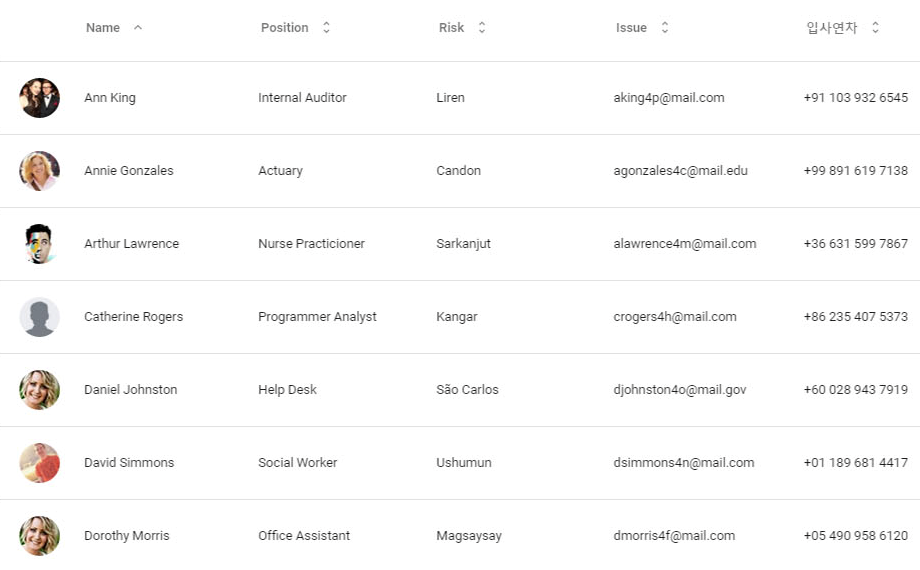 Name Position Risk Issue 입사연차
Ann King Internal Auditor Liren aking4p@mail.com +91 103 932 6545
Annie Gonzales Actuary Candon agonzales4c@mail.edu +99 891 619 7138
Arthur Lawrence Nurse Practicioner Sarkanjut alawrence4m@mail.com +36 631 599 7867
Catherine Rogers Programmer Analyst Kangar crogers4h@mail.com +86 235 407 5373
Daniel Johnston Help Desk São Carlos djohnston4o@mail.gov +60 028 943 7919
David Simmons Social Worker Ushumun dsimmons4n@mail.com +01 189 681 4417
Dorothy Morris Office Assistant Magsaysay dmorris4f@mail.com +05 490 958 6120